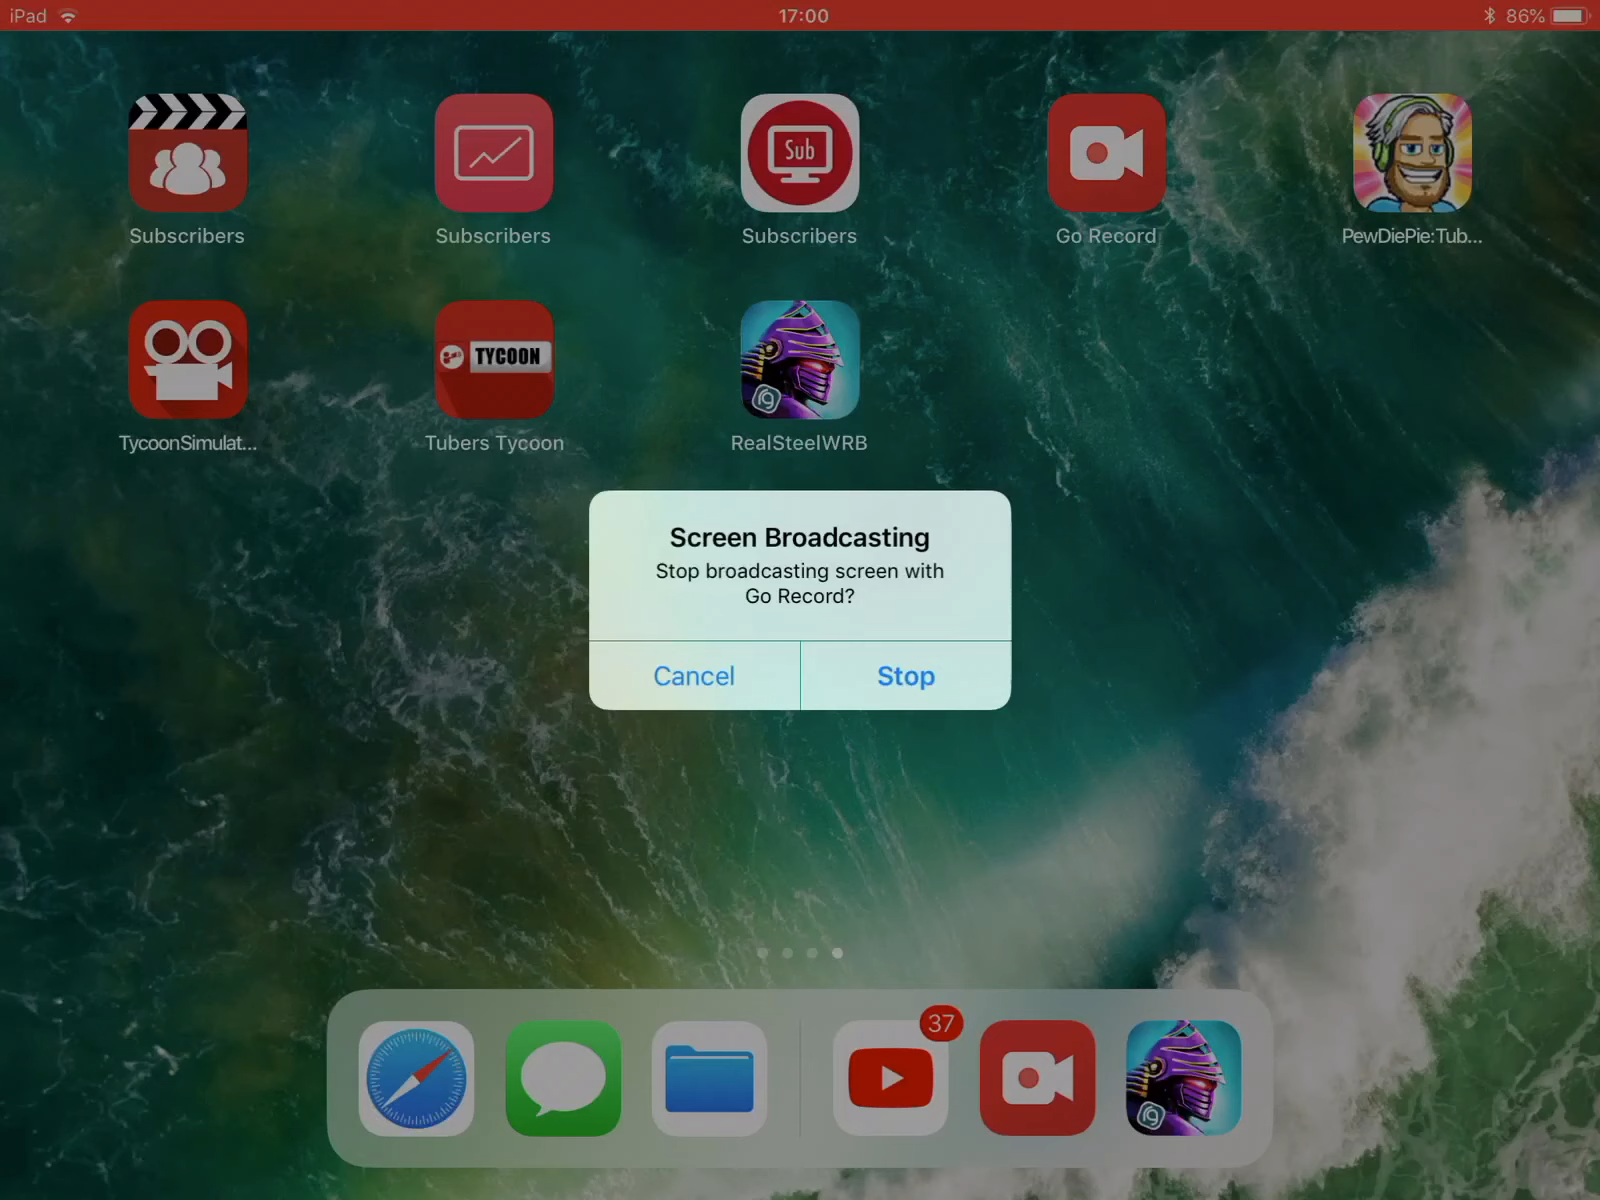 iPad 17:00 86%
Sub
Subscribers Subscribers Subscribers Go Record PewDiePie:Tub...
TYCOON
TycoonSimulat... Tubers Tycoon RealSteelWRB
Screen Broadcasting
Stop broadcasting screen with
Go Record?
Cancel Stop
37